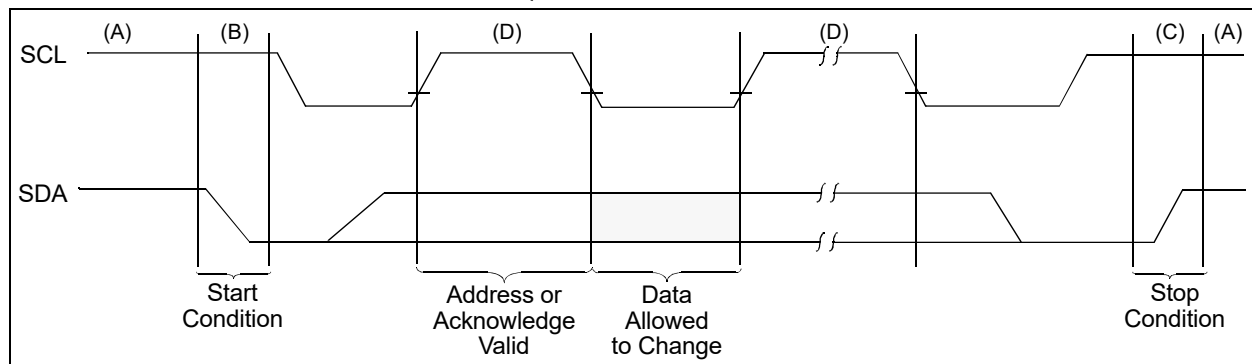 (A) (B) (D) (D) (C) (A)
SCL
SDA
Start
Condition
Address or
Acknowledge
Valid
Data
Allowed
to Change
Stop
Condition